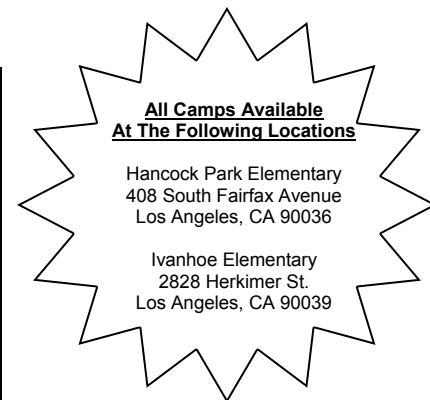 All Camps Available
At The Following Locations
Hancock Park Elementary
408 South Fairfax Avenue
Los Angeles, CA 90036
Ivanhoe Elementary
2828 Herkimer St.
Los Angeles, CA 90039